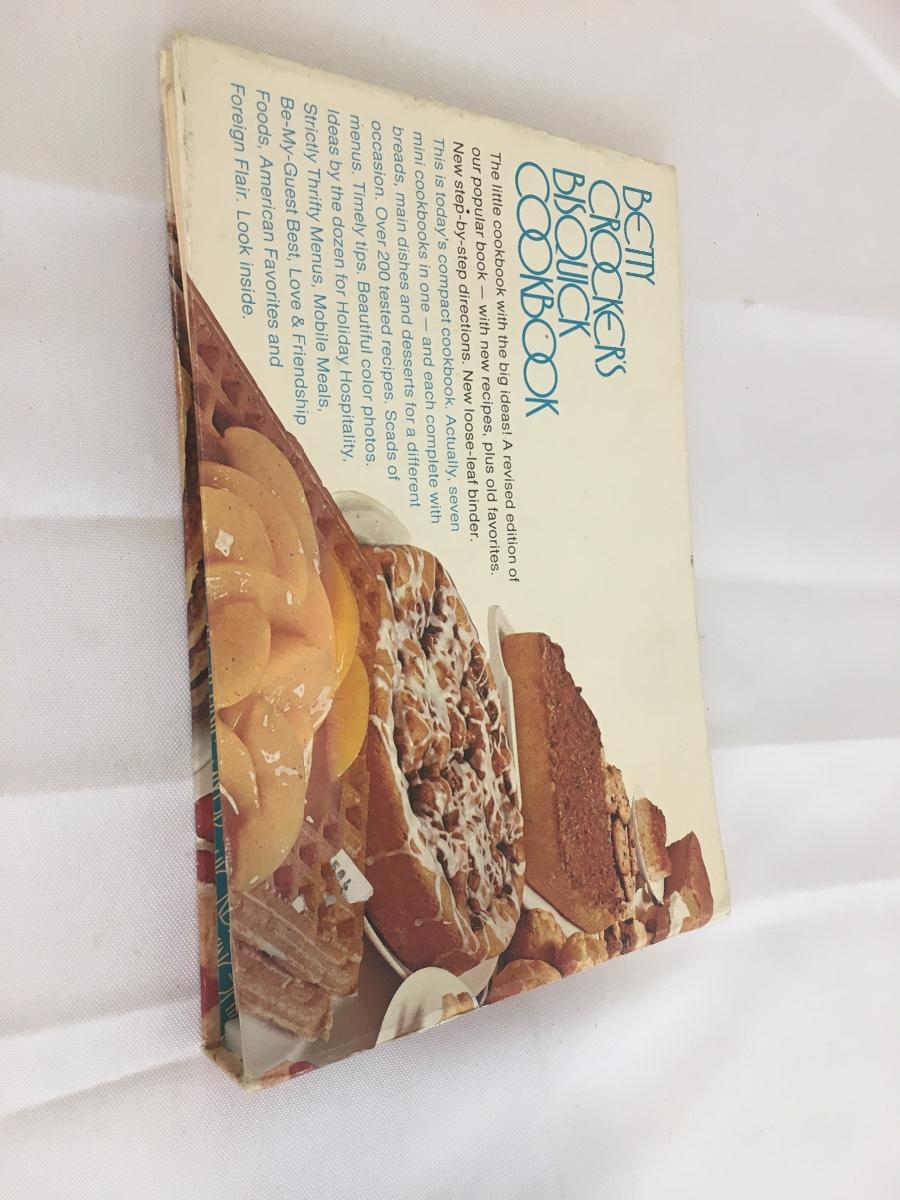 BETTY
CROCKER'S
BISQUICK
COOKBOOK
The little cookbook with the big ideas! A revised edition of
our popular book — with new recipes, plus old favorites.
New step-by-step directions. New loose-leaf binder.
This is today's compact cookbook. Actually, seven
mini cookbooks in one — and each complete with
breads, main dishes and desserts for a different
occasion. Over 200 tested recipes. Scads of
menus. Timely tips. Beautiful color photos.
Ideas by the dozen for Holiday Hospitality,
Strictly Thrifty Menus, Mobile Meals,
Be-My-Guest Best, Love & Friendship
Foods, American Favorites and
Foreign Flair. Look inside.